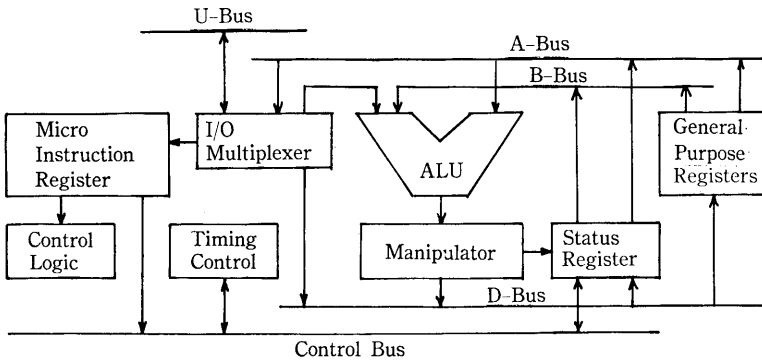 U-Bus
A-Bus
B-Bus
Micro
Instruction
Register
I/O
Multiplexer
ALU
General
Purpose
Registers
Control
Logic
Timing
Control
Manipulator
Status
Register
D-Bus
Control Bus